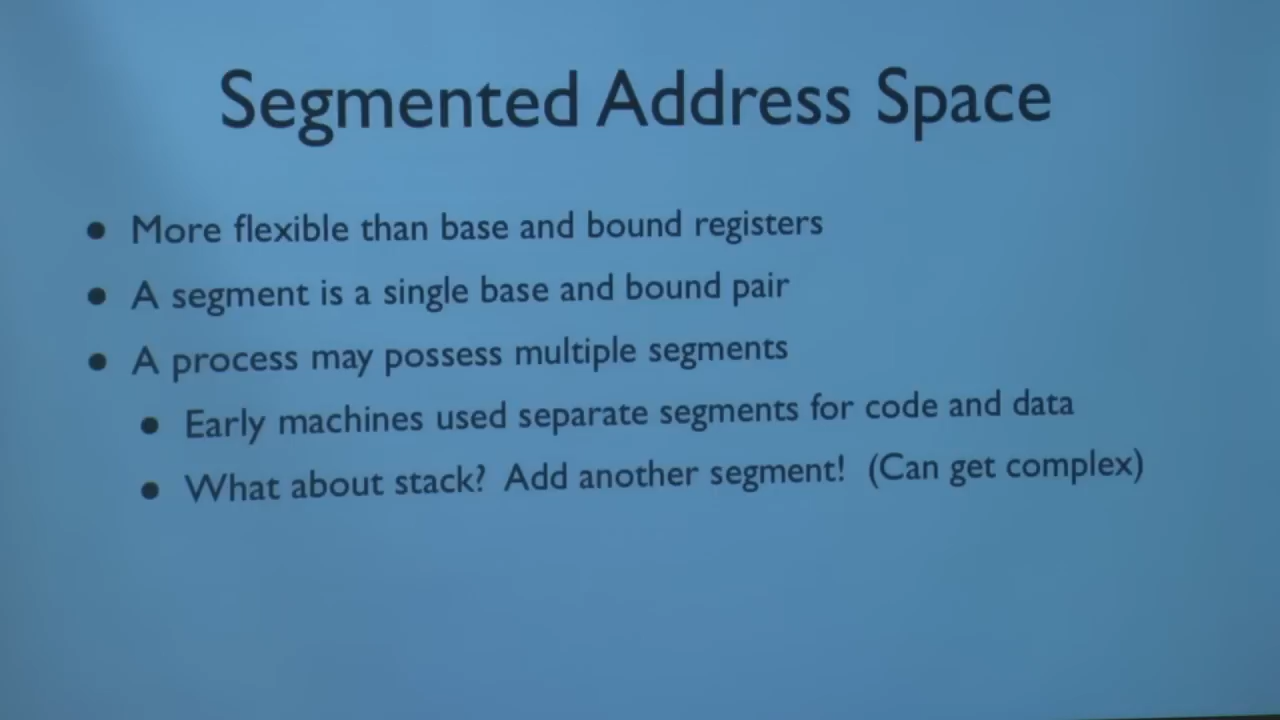 Segmented Address Space
• More flexible than base and bound registers
• A segment is a single base and bound pair
• A process may possess multiple segments
• Early machines used separate segments for code and data
• What about stack? Add another segment! (Can get complex)